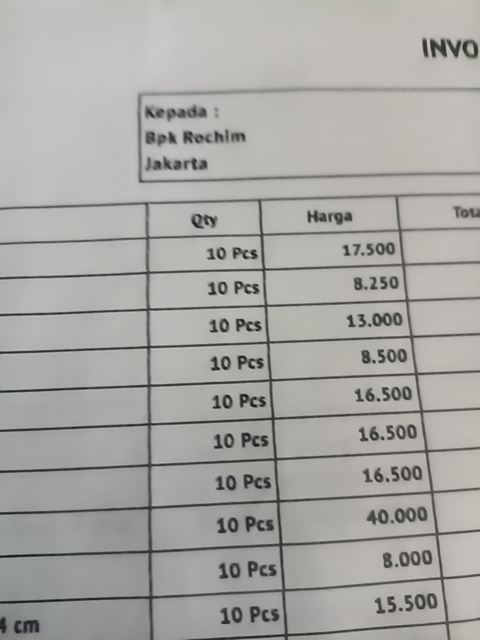 INVO
Kepada :
Bpk Rochim
Jakarta
Qty Harga Tota
10 Pcs 17.500
10 Pcs 8.250
10 Pcs 13.000
10 Pcs 8.500
10 Pcs 16.500
10 Pcs 16.500
10 Pcs 16.500
10 Pcs 40.000
10 Pcs 8.000
4 cm 10 Pcs 15.500